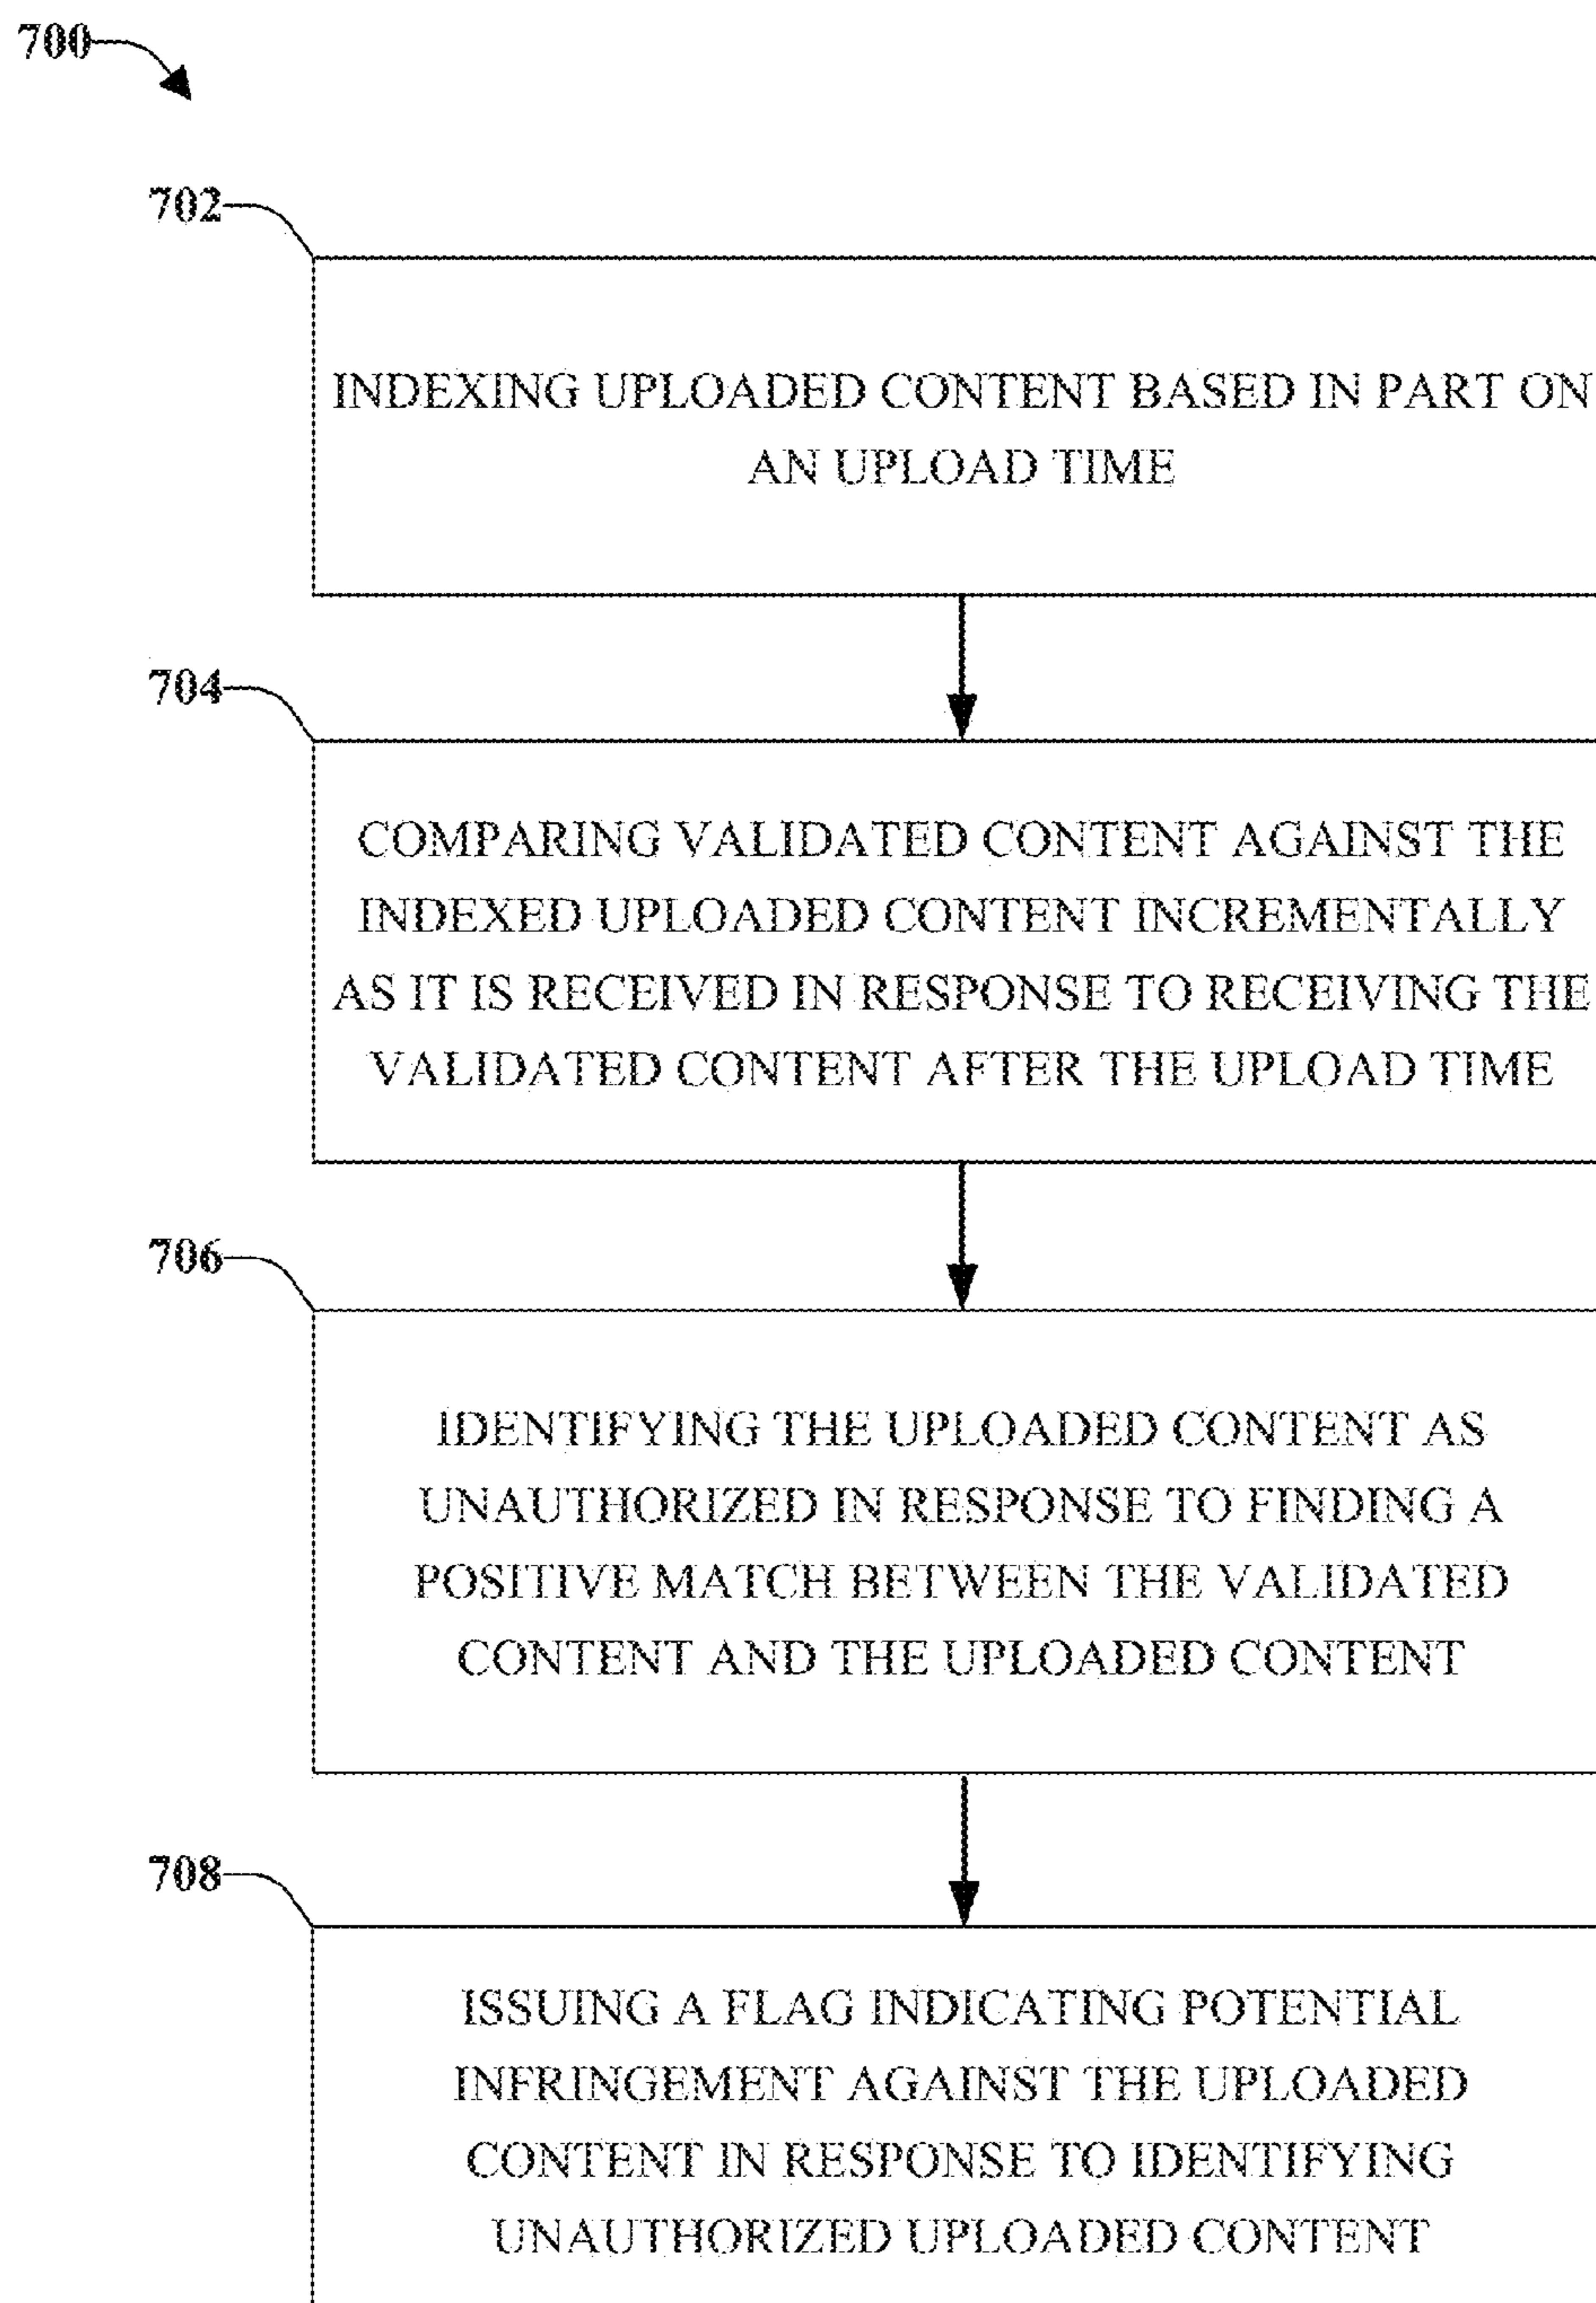 700
702
INDEXING UPLOADED CONTENT BASED IN PART ON
AN UPLOAD TIME
704
COMPARING VALIDATED CONTENT AGAINST THE
INDEXED UPLOADED CONTENT INCREMENTALLY
AS IT IS RECEIVED IN RESPONSE TO RECEIVING THE
VALIDATED CONTENT AFTER THE UPLOAD TIME
706
IDENTIFYING THE UPLOADED CONTENT AS
UNAUTHORIZED IN RESPONSE TO FINDING A
POSITIVE MATCH BETWEEN THE VALIDATED
CONTENT AND THE UPLOADED CONTENT
708
ISSUING A FLAG INDICATING POTENTIAL
INFRINGEMENT AGAINST THE UPLOADED
CONTENT IN RESPONSE TO IDENTIFYING
UNAUTHORIZED UPLOADED CONTENT